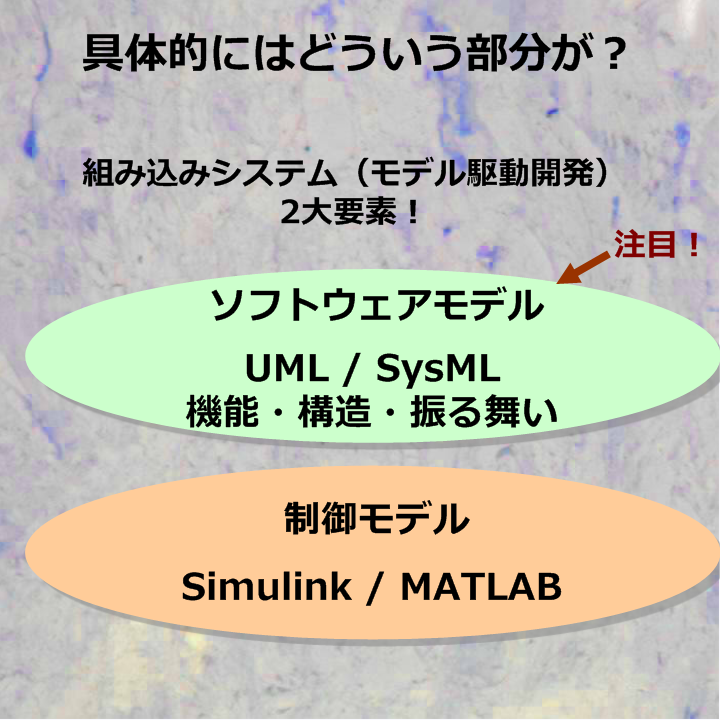 具体的にはどういう部分が？
組み込みシステム（モデル駆動開発）
2大要素！
注目！
ソフトウェアモデル
UML / SysML
機能・構造・振る舞い
制御モデル
Simulink / MATLAB